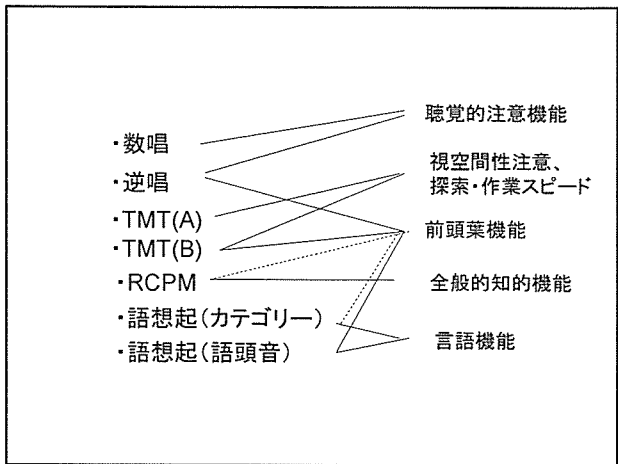 ・数唱
・逆唱
・TMT(A)
・TMT(B)
・RCPM
・語想起(カテゴリー)
・語想起(語頭音)
聴覚的注意機能
視空間性注意、
探索・作業スピード
前頭葉機能
全般的知的機能
言語機能